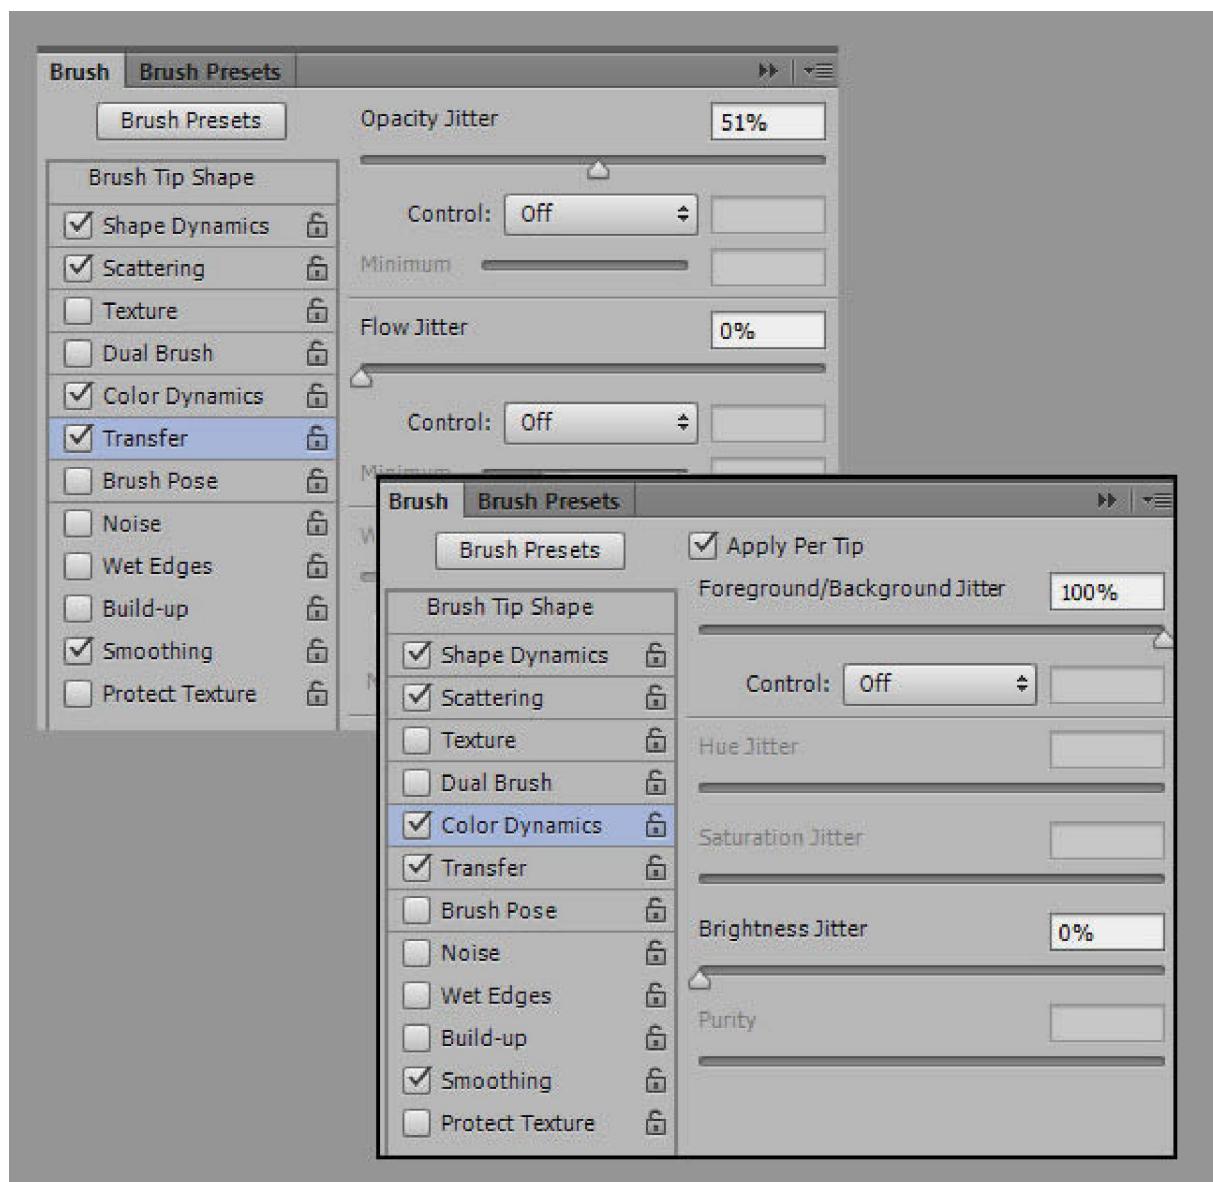 Brush Brush Presets
Brush Presets
Brush Tip Shape
Shape Dynamics
Scattering
Texture
Dual Brush
Color Dynamics
Transfer
Brush Pose
Noise
Wet Edges
Build-up
Smoothing
Protect Texture
Opacity Jitter 51%
Control: Off
Minimum
Flow Jitter 0%
Control: Off
Minimum
Brush Brush Presets
Brush Presets
Brush Tip Shape
Shape Dynamics
Scattering
Texture
Dual Brush
Color Dynamics
Transfer
Brush Pose
Noise
Wet Edges
Build-up
Smoothing
Protect Texture
Apply Per Tip
Foreground/Background Jitter 100%
Control: Off
Hue Jitter
Saturation Jitter
Brightness Jitter 0%
Purity